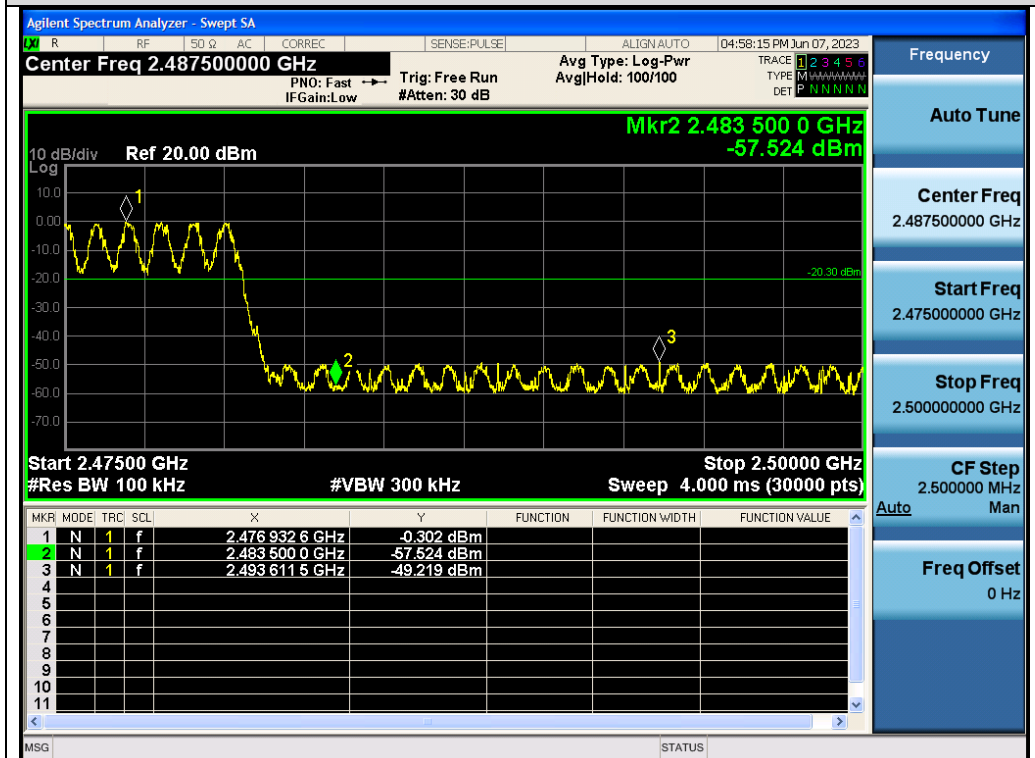 Agilent Spectrum Analyzer - Swept SA
LXI R RF 50 Ω AC CORREC SENSE:PULSE ALIGN AUTO 04:58:15 PM Jun 07, 2023
Center Freq 2.487500000 GHz
PNO: Fast
IFGain:Low
Trig: Free Run
#Atten: 30 dB
Avg Type: Log-Pwr
Avg|Hold: 100/100
TRACE 1 2 3 4 5 6
TYPE M
DET P N N N N N
Mkr2 2.483 500 0 GHz
-57.524 dBm
10 dB/div Ref 20.00 dBm
Log
10.0
0.00
-10.0
-20.0
-30.0
-40.0
-50.0
-60.0
-70.0
1
2
3
-20.30 dBm
Start 2.47500 GHz Stop 2.50000 GHz
#Res BW 100 kHz #VBW 300 kHz Sweep 4.000 ms (30000 pts)
MKR MODE TRC SCL X Y FUNCTION FUNCTION WIDTH FUNCTION VALUE
1 N 1 f 2.476 932 6 GHz -0.302 dBm
2 N 1 f 2.483 500 0 GHz -57.524 dBm
3 N 1 f 2.493 611 5 GHz -49.219 dBm
4
5
6
7
8
9
10
11
MSG STATUS
Frequency
Auto Tune
Center Freq
2.487500000 GHz
Start Freq
2.475000000 GHz
Stop Freq
2.500000000 GHz
CF Step
2.500000 MHz
Auto Man
Freq Offset
0 Hz